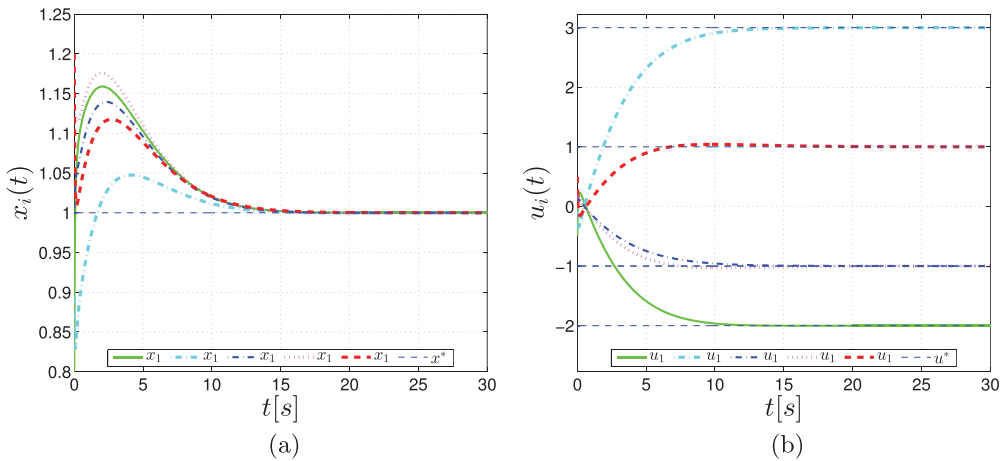 1.25
1.2
1.15
1.1
1.05
1
0.95
0.9
0.85
0.8
x_i(t)
x_1 x_1 x_1 x_1 x_1 x*
0 5 10 15 20 25 30
t[s]
(a)
3
2
1
0
−1
−2
u_i(t)
u_1 u_1 u_1 u_1 u_1 u*
0 5 10 15 20 25 30
t[s]
(b)